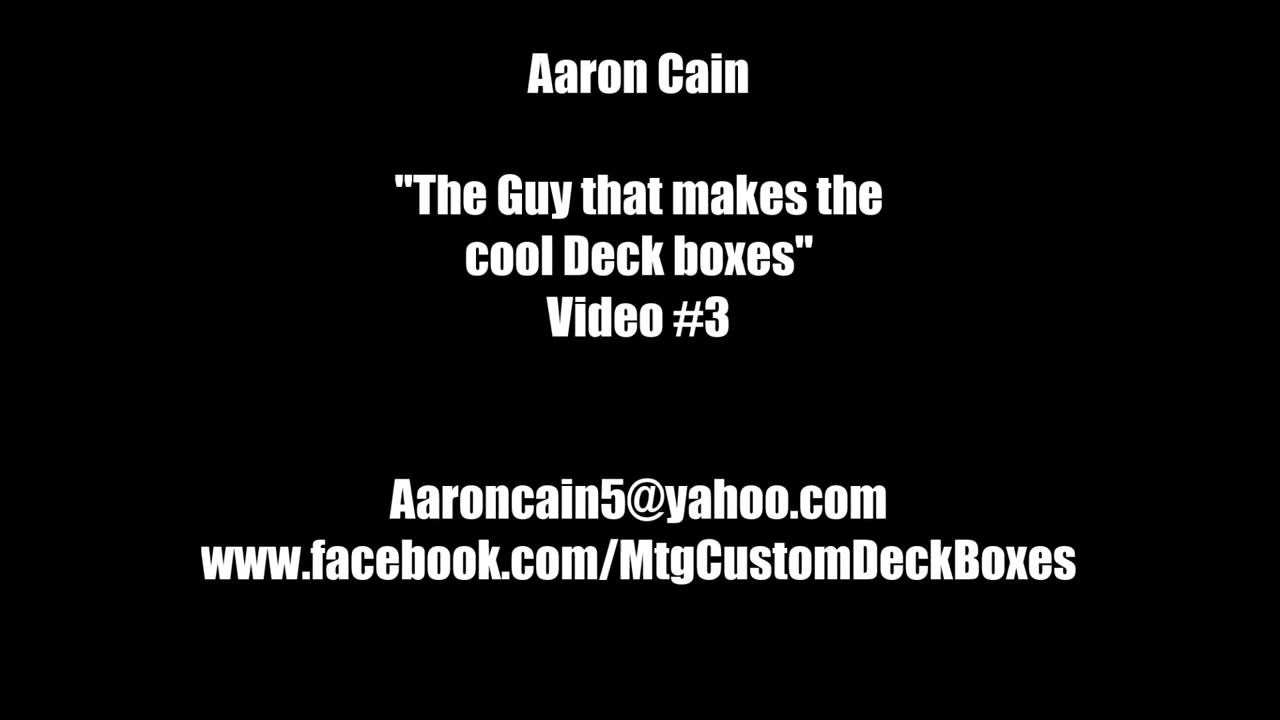 Aaron Cain
"The Guy that makes the
cool Deck boxes"
Video #3
Aaroncain5@yahoo.com
www.facebook.com/MtgCustomDeckBoxes